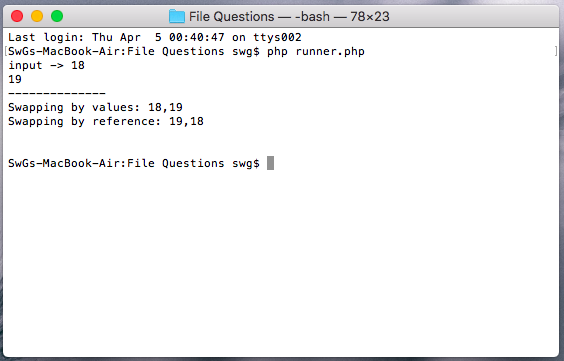 File Questions — -bash — 78×23
Last login: Thu Apr  5 00:40:47 on ttys002
[SwGs-MacBook-Air:File Questions swg$ php runner.php ]
input -> 18
19
--------------
Swapping by values: 18,19
Swapping by reference: 19,18
SwGs-MacBook-Air:File Questions swg$